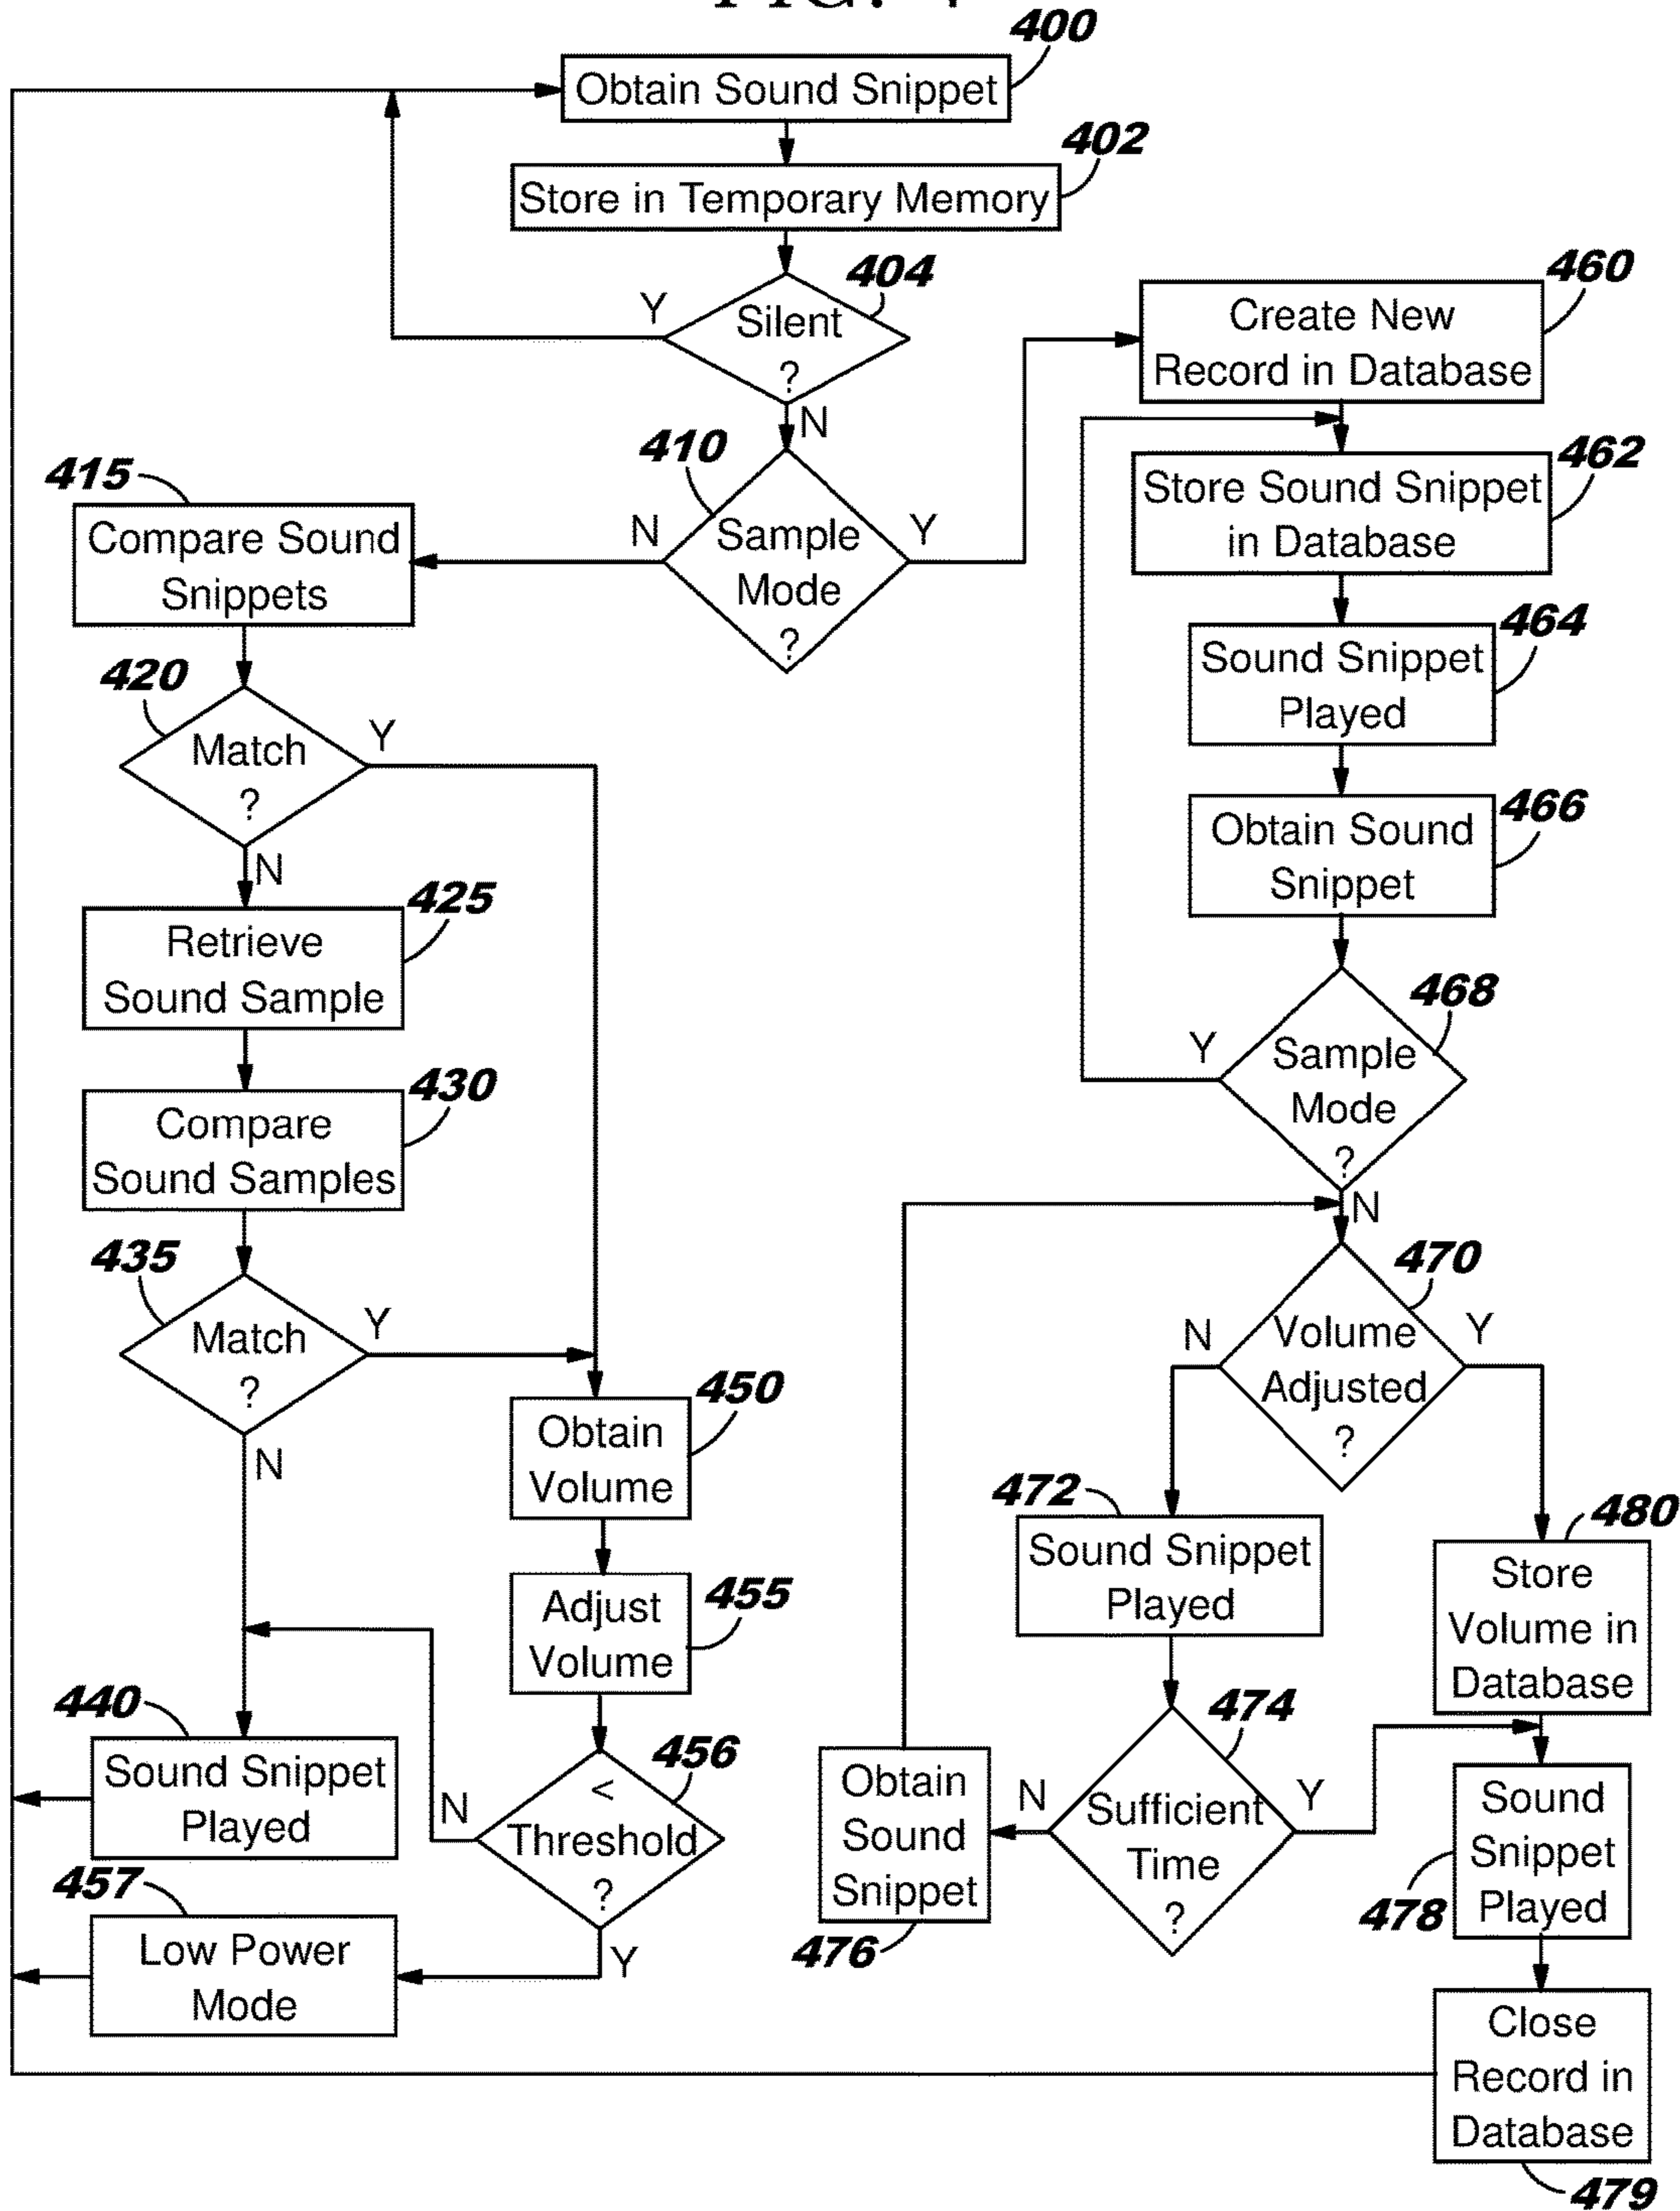 FIG. 4
400
Obtain Sound Snippet
402
Store in Temporary Memory
404
Silent
?
Y
N
410
Sample
Mode
?
N
Y
415
Compare Sound
Snippets
420
Match
?
Y
N
425
Retrieve
Sound Sample
430
Compare
Sound Samples
435
Match
?
Y
N
440
Sound Snippet
Played
450
Obtain
Volume
455
Adjust
Volume
456
<
Threshold
?
N
Y
457
Low Power
Mode
460
Create New
Record in Database
462
Store Sound Snippet
in Database
464
Sound Snippet
Played
466
Obtain Sound
Snippet
468
Sample
Mode
?
Y
N
470
Volume
Adjusted
?
N
Y
472
Sound Snippet
Played
474
Sufficient
Time
?
N
Y
476
Obtain
Sound
Snippet
480
Store
Volume in
Database
478
Sound
Snippet
Played
Close
Record in
Database
479